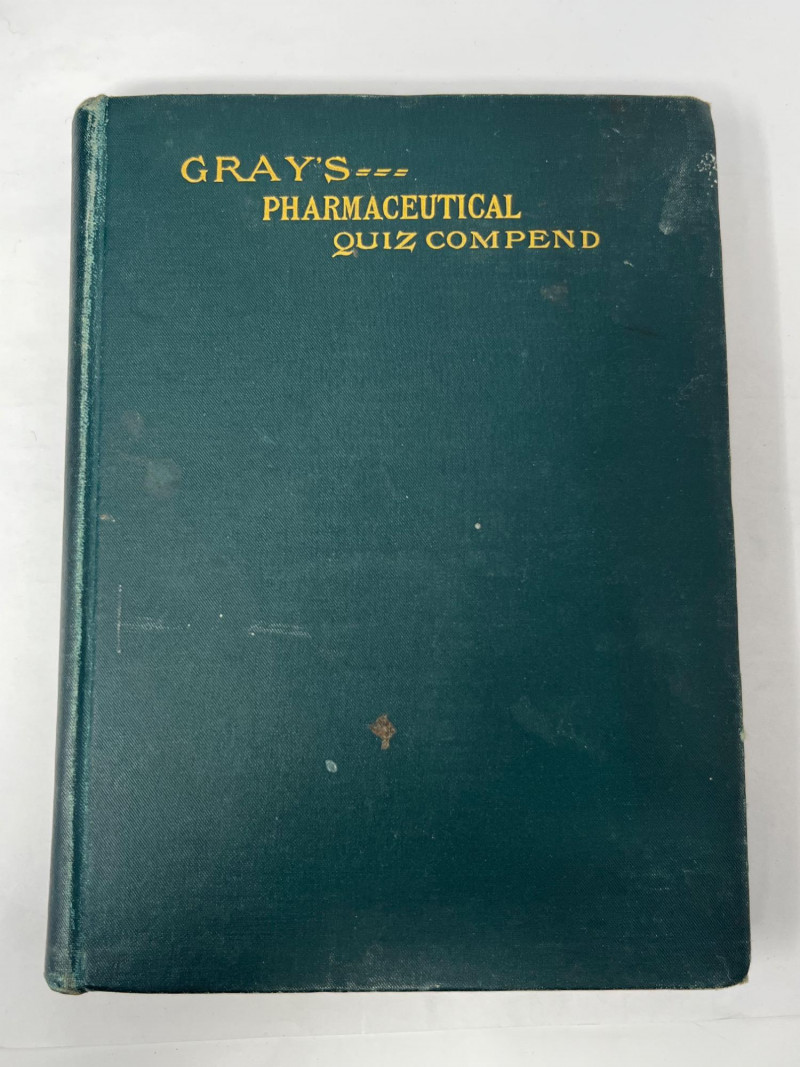 GRAY'S===
PHARMACEUTICAL
QUIZ COMPEND